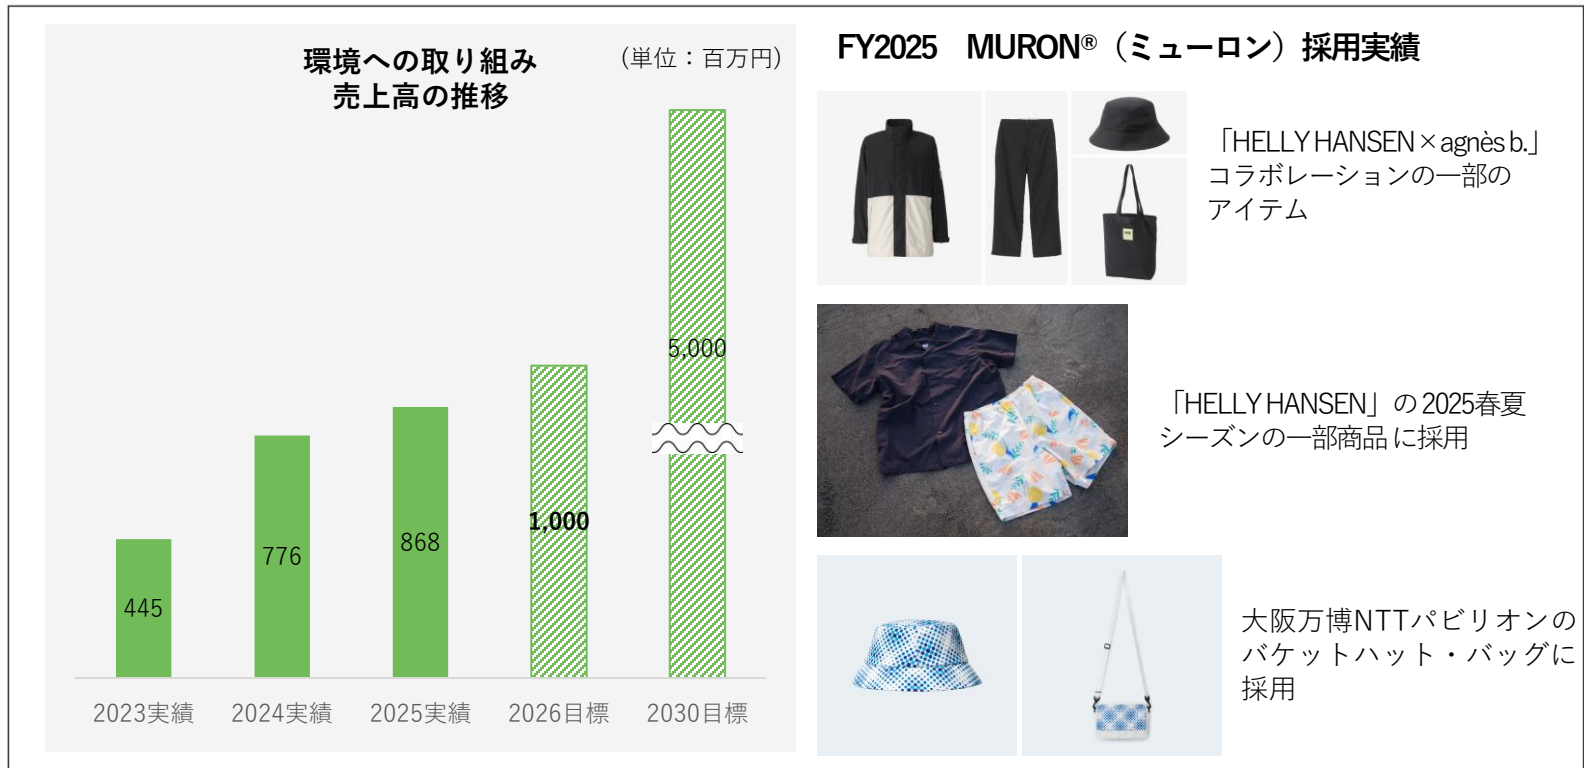 環境への取り組み
売上高の推移
（単位：百万円）
5,000
1,000
868
776
445
2023実績
2024実績
2025実績
2026目標
2030目標
FY2025　MURON®（ミューロン）採用実績
「HELLY HANSEN×agnès b.」
コラボレーションの一部の
アイテム
「HELLY HANSEN」の2025春夏
シーズンの一部商品に採用
大阪万博NTTパビリオンの
バケットハット・バッグに
採用